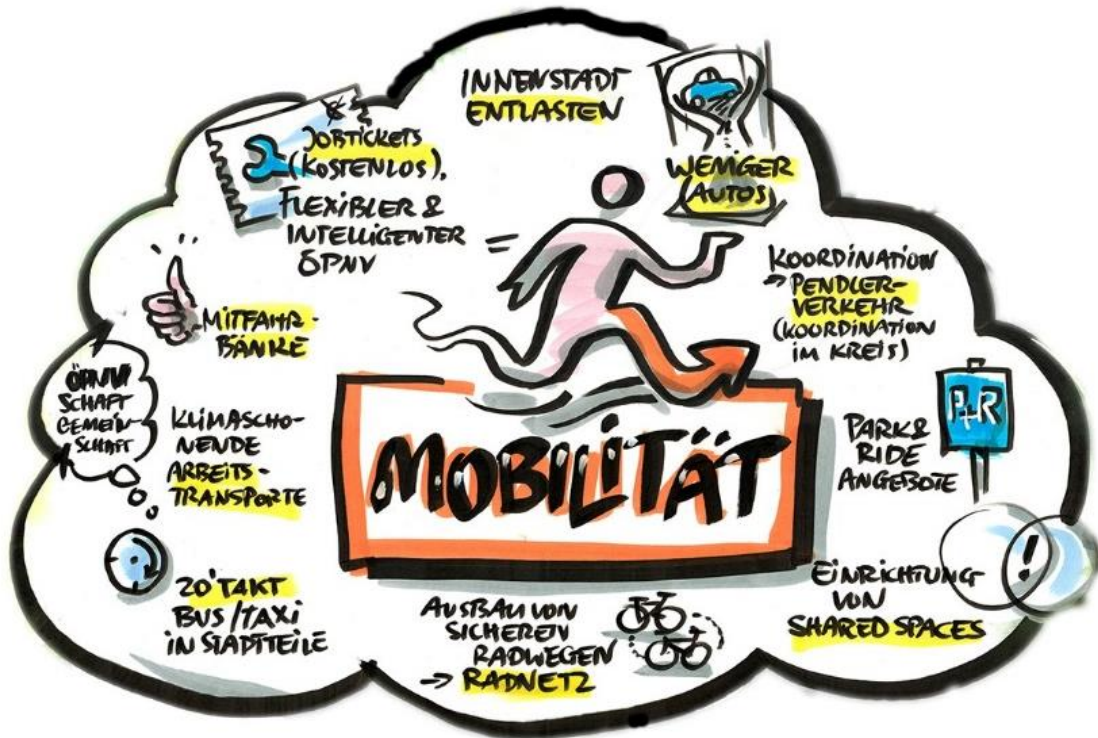 INNENSTADT
ENTLASTEN
WENIGER
(AUTOS)
JOBTICKETS
(KOSTENLOS),
FLEXIBLER &
INTELLIGENTER
ÖPNV
KOORDINATION
→ PENDLER-
VERKEHR
(KOORDINATION
IM KREIS)
MITFAHR-
BÄNKE
ÖPNV!
SCHAFT
GEMEIN-
SCHAFT
KLIMASCHO-
NENDE
ARBEITS-
TRANSPORTE
MOBILITÄT
P+R
PARK &
RIDE
ANGEBOTE
20' TAKT
BUS/TAXI
IN STADTTEILE
AUSBAU VON
SICHEREN
RADWEGEN
→ RADNETZ
!
EINRICHTUNG
VON
SHARED SPACES